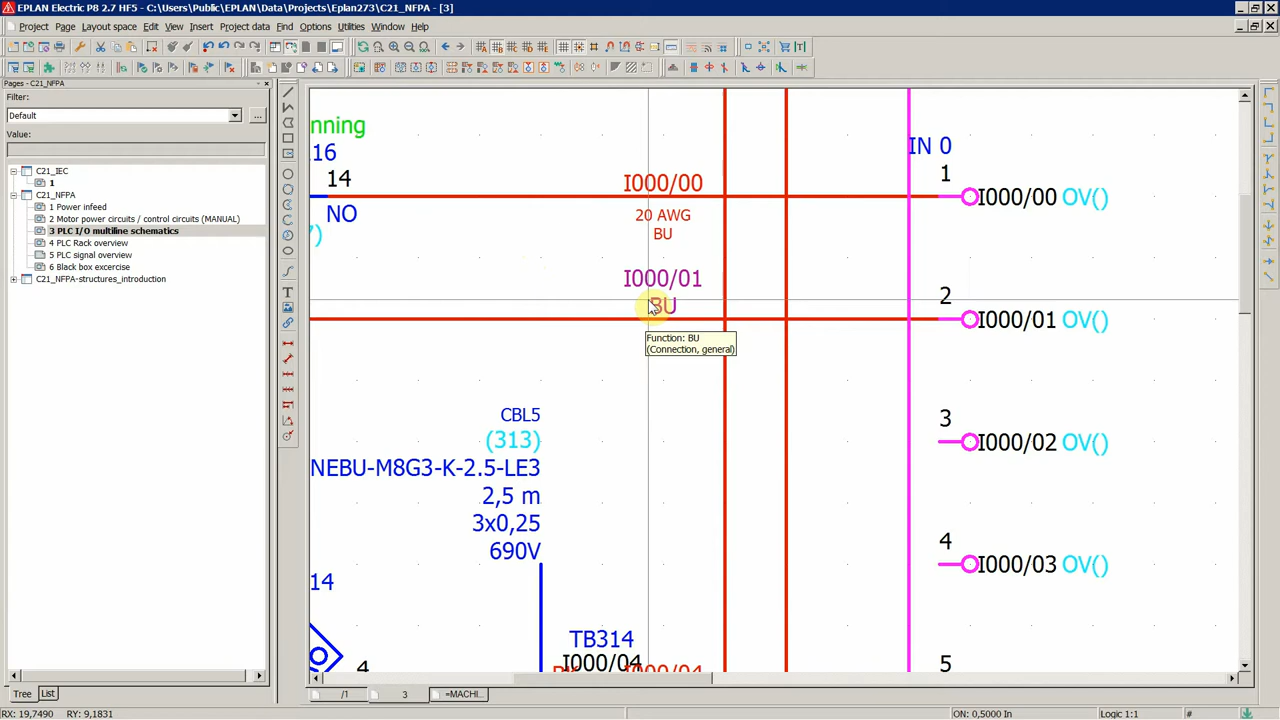 EPLAN Electric P8 2.7 HF5 - C:\Users\Public\EPLAN\Data\Projects\Eplan273\C21_NFPA - [3]
Project Page Layout space Edit View Insert Project data Find Options Utilities Window Help
Pages - C21_NFPA
Filter:
Default
...
Value:
C21_IEC
1
C21_NFPA
1 Power infeed
2 Motor power circuits / control circuits (MANUAL)
3 PLC I/O multiline schematics
4 PLC Rack overview
5 PLC signal overview
6 Black box excercise
C21_NFPA-structures_introduction
Tree List
nning
.16
14
NO
7)
I000/00
20 AWG
BU
I000/01
BU
Function: BU
(Connection, general)
IN 0
1
I000/00 OV()
2
I000/01 OV()
3
I000/02 OV()
4
I000/03 OV()
5
CBL5
(313)
NEBU-M8G3-K-2.5-LE3
2,5 m
3x0,25
690V
14
4
TB314
I000/04
BK I000/04
/1 3 =MACHI...
RX: 19,7490 RY: 9,1831 ON: 0,5000 In Logic 1:1 #